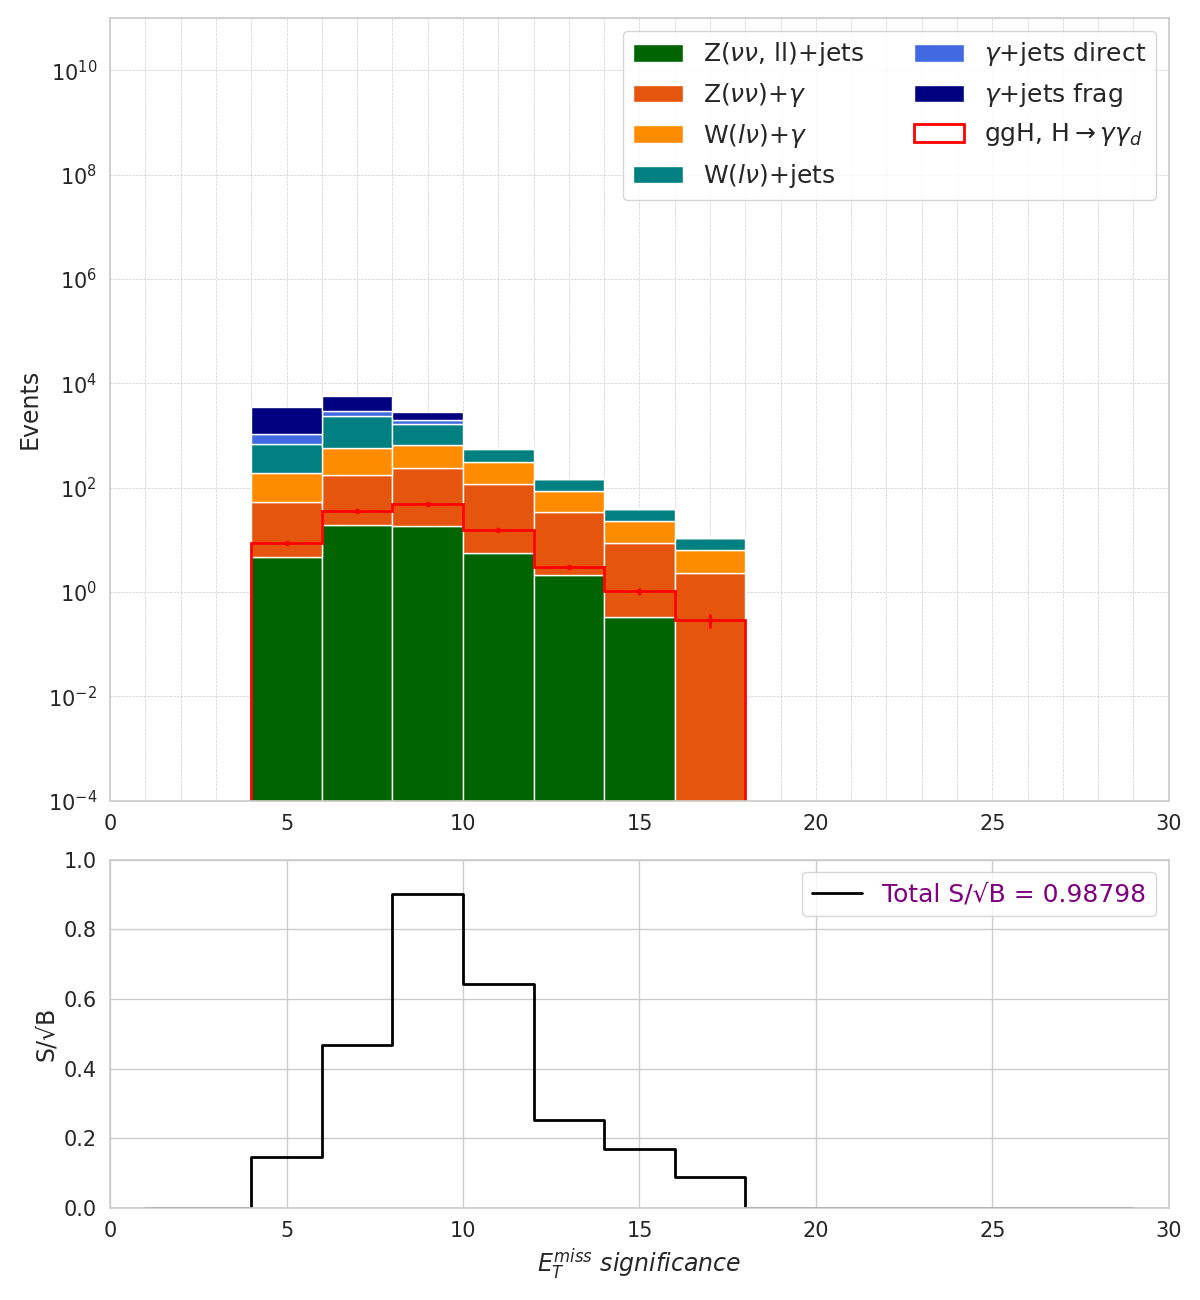 Z(νν, ll)+jets
Z(νν)+γ
W(lν)+γ
W(lν)+jets
γ+jets direct
γ+jets frag
ggH, H→γγ_d
Events
10^10
10^8
10^6
10^4
10^2
10^0
10^−2
10^−4
0 5 10 15 20 25 30
Total S/√B = 0.98798
S/√B
1.0
0.8
0.6
0.4
0.2
0.0
0 5 10 15 20 25 30
E_T^miss significance